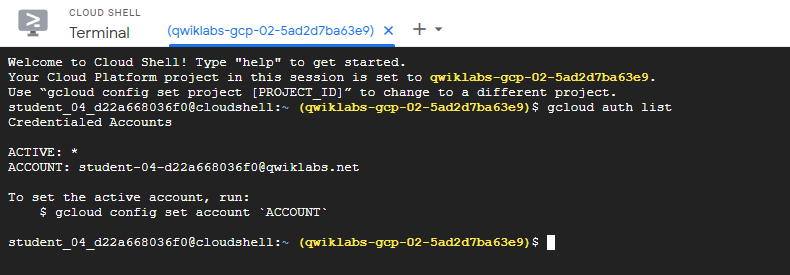 CLOUD SHELL
Terminal
(qwiklabs-gcp-02-5ad2d7ba63e9)
Welcome to Cloud Shell! Type "help" to get started.
Your Cloud Platform project in this session is set to qwiklabs-gcp-02-5ad2d7ba63e9.
Use “gcloud config set project [PROJECT_ID]” to change to a different project.
student_04_d22a668036f0@cloudshell:~ (qwiklabs-gcp-02-5ad2d7ba63e9)$ gcloud auth list
Credentialed Accounts
ACTIVE: *
ACCOUNT: student-04-d22a668036f0@qwiklabs.net
To set the active account, run:
$ gcloud config set account `ACCOUNT`
student_04_d22a668036f0@cloudshell:~ (qwiklabs-gcp-02-5ad2d7ba63e9)$